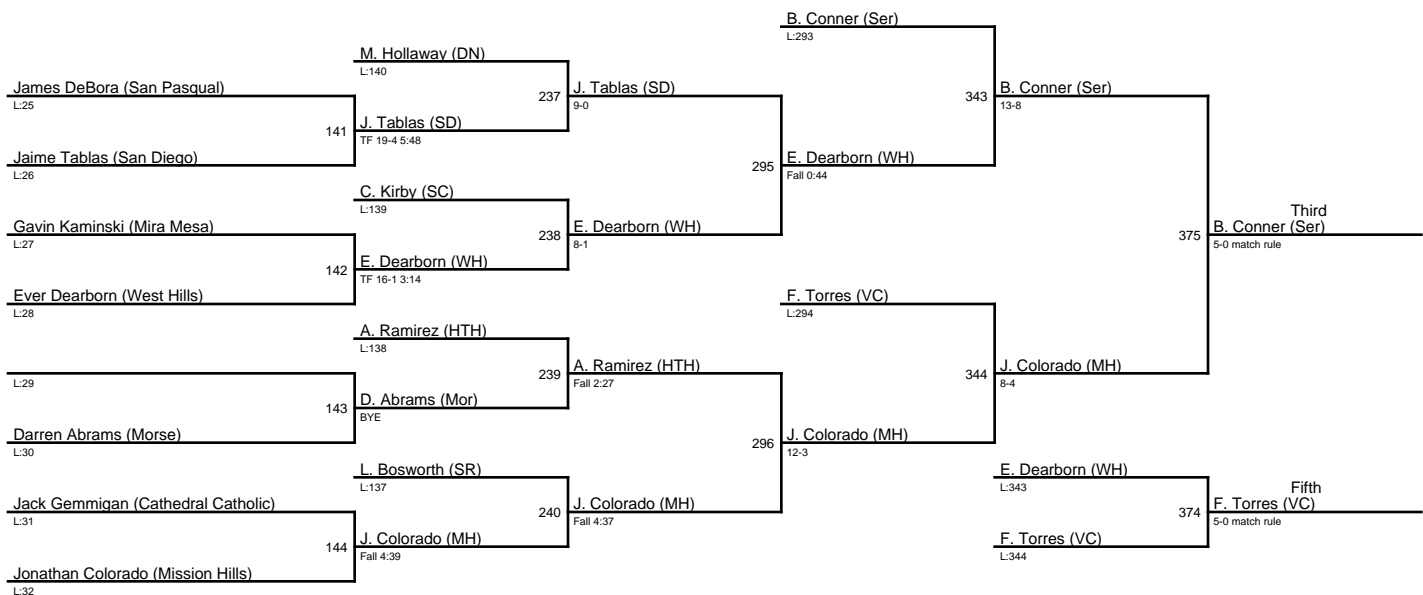 B. Conner (Ser)
L:293
M. Hollaway (DN)
L:140
James DeBora (San Pasqual)
L:25
237
J. Tablas (SD)
9-0
343
B. Conner (Ser)
13-8
141
J. Tablas (SD)
TF 19-4 5:48
Jaime Tablas (San Diego)
L:26
295
E. Dearborn (WH)
Fall 0:44
C. Kirby (SC)
L:139
Gavin Kaminski (Mira Mesa)
L:27
238
E. Dearborn (WH)
8-1
375
Third
B. Conner (Ser)
5-0 match rule
142
E. Dearborn (WH)
TF 16-1 3:14
Ever Dearborn (West Hills)
L:28
F. Torres (VC)
L:294
A. Ramirez (HTH)
L:138
L:29
239
A. Ramirez (HTH)
Fall 2:27
344
J. Colorado (MH)
8-4
143
D. Abrams (Mor)
BYE
Darren Abrams (Morse)
L:30
296
J. Colorado (MH)
12-3
L. Bosworth (SR)
L:137
E. Dearborn (WH)
L:343
Jack Gemmigan (Cathedral Catholic)
L:31
240
J. Colorado (MH)
Fall 4:37
374
Fifth
F. Torres (VC)
5-0 match rule
144
J. Colorado (MH)
Fall 4:39
F. Torres (VC)
L:344
Jonathan Colorado (Mission Hills)
L:32